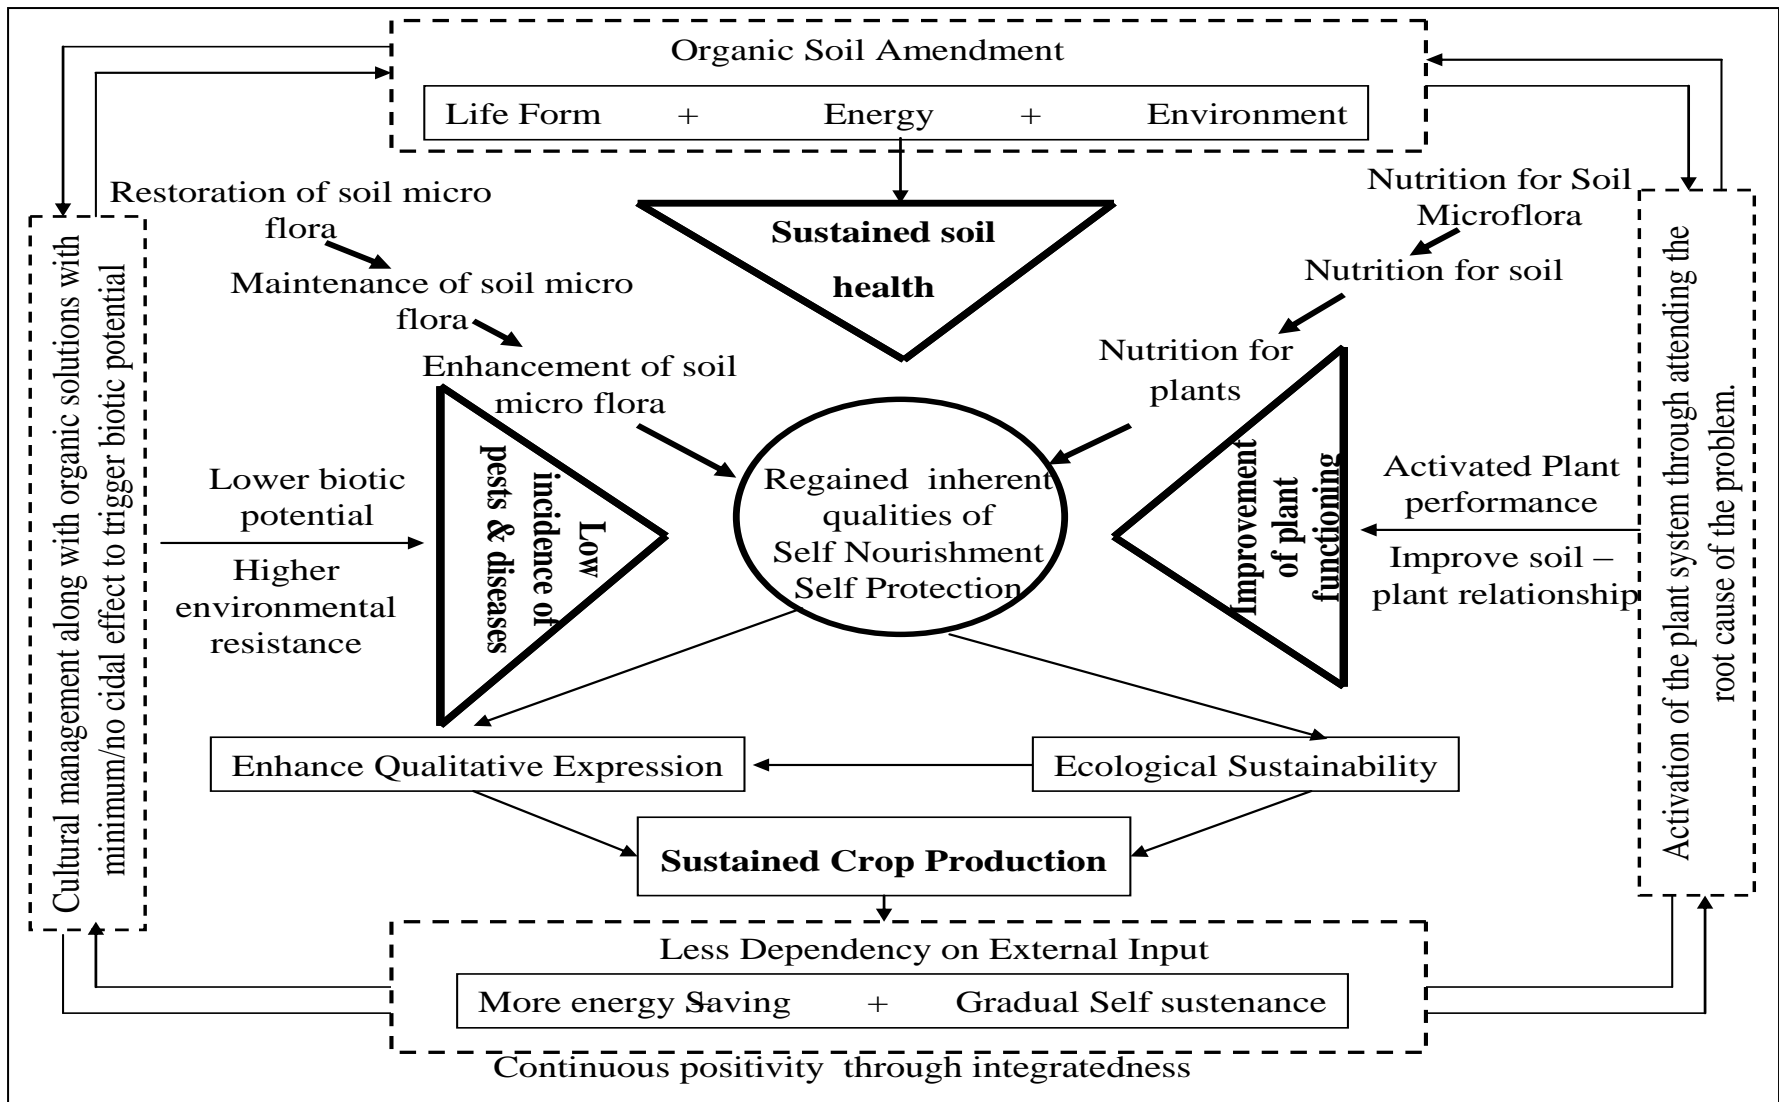 Organic Soil Amendment
Life Form + Energy + Environment
Restoration of soil micro
flora
Maintenance of soil micro
flora
Enhancement of soil
micro flora
Sustained soil
health
Nutrition for Soil
Microflora
Nutrition for soil
Nutrition for
plants
Cultural management along with organic solutions with
minimum/no cidal effect to trigger biotic potential
Lower biotic
potential
Higher
environmental
resistance
Low
incidence of
pests & diseases
Regained inherent
qualities of
Self Nourishment
Self Protection
Improvement
of plant
functioning
Activated Plant
performance
Improve soil –
plant relationship
Activation of the plant system through attending the
root cause of the problem.
Enhance Qualitative Expression
Ecological Sustainability
Sustained Crop Production
Less Dependency on External Input
More energy Saving + Gradual Self sustenance
Continuous positivity through integratedness